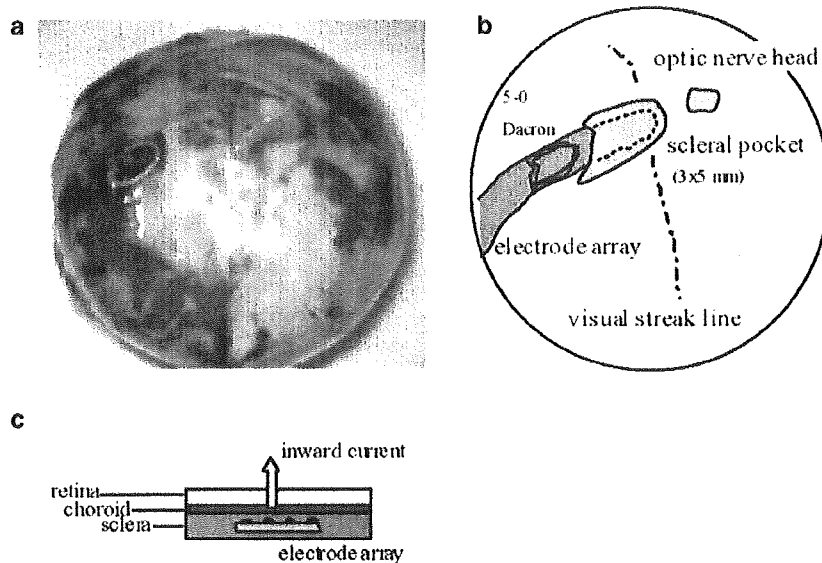 a
b
optic nerve head
5-0
Dacron
scleral pocket
(3x5 mm)
electrode array
visual streak line
c
inward current
retina
choroid
sclera
electrode array